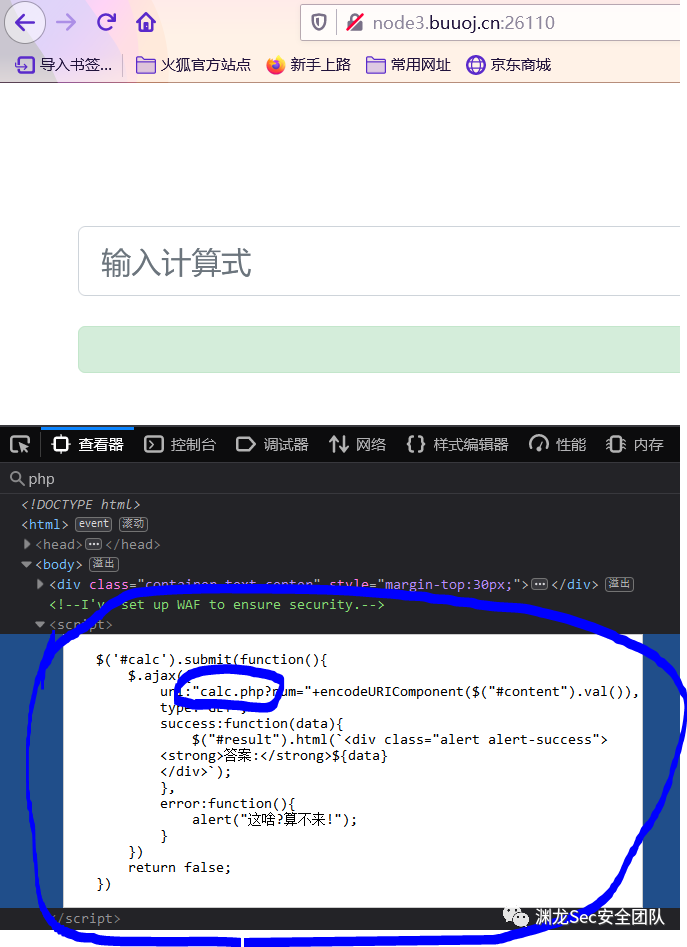 node3.buuoj.cn:26110
导入书签... 火狐官方站点 新手上路 常用网址 京东商城
输入计算式
查看器 控制台 调试器 网络 样式编辑器 性能 内存
php
<!DOCTYPE html>
<html> event 滚动
<head> ... </head>
<body> 溢出
<div class="container text-center" style="margin-top:30px;"> ... </div> 溢出
<!--I've set up WAF to ensure security.-->
<script>
$('#calc').submit(function(){
$.ajax({
url:"calc.php?num="+encodeURIComponent($("#content").val()),
type:'GET',
success:function(data){
$("#result").html(`<div class="alert alert-success">
<strong>答案:</strong>${data}
</div>`);
},
error:function(){
alert("这啥?算不来!");
}
})
return false;
})
</script>
渊龙Sec安全团队